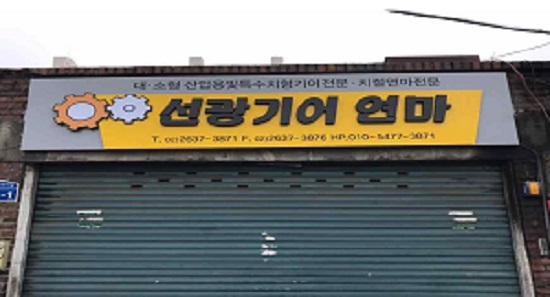 대·소형 산업용및특수치형기어전문·치형연마전문
선광기어 연마
T. 02)2637-3871 F. 02)2637-3876 HP.010-5477-3871
-1